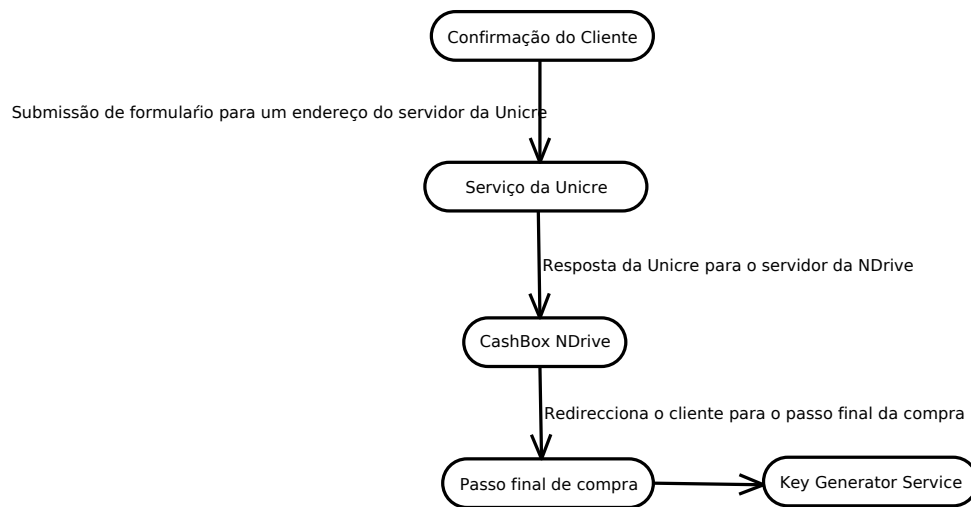 Confirmação do Cliente
Submissão de formulaŕio para um endereço do servidor da Unicre
Serviço da Unicre
Resposta da Unicre para o servidor da NDrive
CashBox NDrive
Redirecciona o cliente para o passo final da compra
Passo final de compra
Key Generator Service